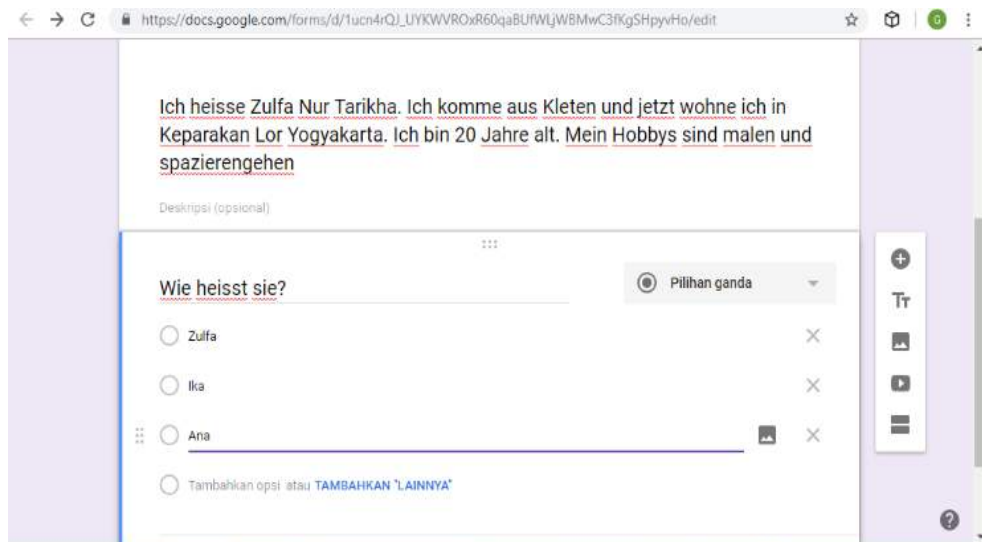 https://docs.google.com/forms/d/1ucn4rQJ_UYKWVROxR60qaBUfWLjWBMwC3fKgSHpyvHo/edit
G
Ich heisse Zulfa Nur Tarikha. Ich komme aus Kleten und jetzt wohne ich in
Keparakan Lor Yogyakarta. Ich bin 20 Jahre alt. Mein Hobbys sind malen und
spazierengehen
Deskripsi (opsional)
Wie heisst sie?
Pilihan ganda
Zulfa
Ika
Ana
Tambahkan opsi atau TAMBAHKAN "LAINNYA"
Tт